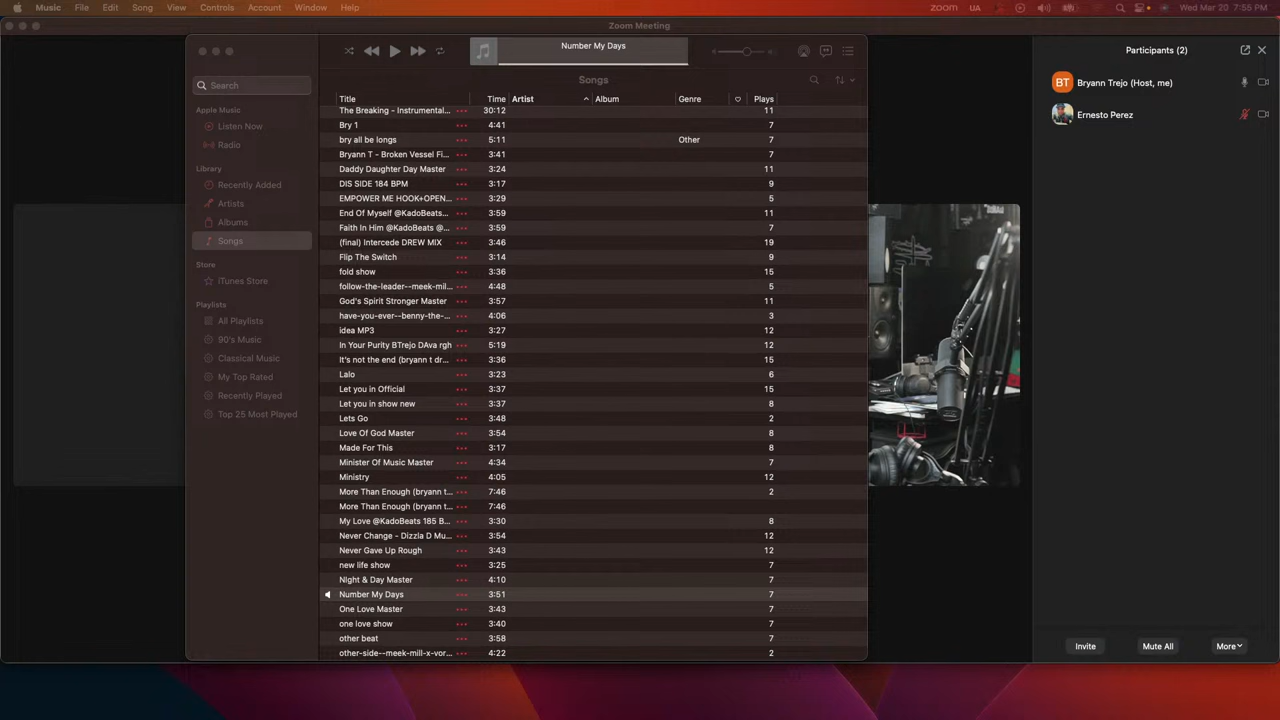 Music File Edit Song View Controls Account Window Help zoom UA Wed Mar 20 7:55 PM
Zoom Meeting
Number My Days
Participants (2)
Songs
Search
Title Time Artist Album Genre Plays
Apple Music
Listen Now
Radio
Library
Recently Added
Artists
Albums
Songs
Store
iTunes Store
Playlists
All Playlists
90's Music
Classical Music
My Top Rated
Recently Played
Top 25 Most Played
The Breaking - Instrumental... 30:12 11
Bry 1 4:41 7
bry all be longs 5:11 Other 7
Bryann T - Broken Vessel Fi... 3:41 7
Daddy Daughter Day Master 3:24 11
DIS SIDE 184 BPM 3:17 9
EMPOWER ME HOOK+OPEN... 3:29 5
End Of Myself @KadoBeats... 3:59 11
Faith In Him @KadoBeats @... 3:59 7
(final) Intercede DREW MIX 3:46 19
Flip The Switch 3:14 9
fold show 3:36 15
follow-the-leader--meek-mil... 4:48 5
God's Spirit Stronger Master 3:57 11
have-you-ever--benny-the-... 4:06 3
idea MP3 3:27 12
In Your Purity BTrejo DAva rgh 5:19 12
It's not the end (bryann t dr... 3:36 15
Lalo 3:23 6
Let you in Official 3:37 15
Let you in show new 3:37 8
Lets Go 3:48 2
Love Of God Master 3:54 8
Made For This 3:17 8
Minister Of Music Master 4:34 7
Ministry 4:05 12
More Than Enough (bryann t... 7:46 2
More Than Enough (bryann t... 7:46
My Love @KadoBeats 185 B... 3:30 8
Never Change - Dizzla D Mu... 3:54 12
Never Gave Up Rough 3:43 12
new life show 3:25 7
Night & Day Master 4:10 7
Number My Days 3:51 7
One Love Master 3:43 7
one love show 3:40 7
other beat 3:58 7
other-side--meek-mill-x-vor... 4:22 2
BT Bryann Trejo (Host, me)
Ernesto Perez
Invite Mute All More